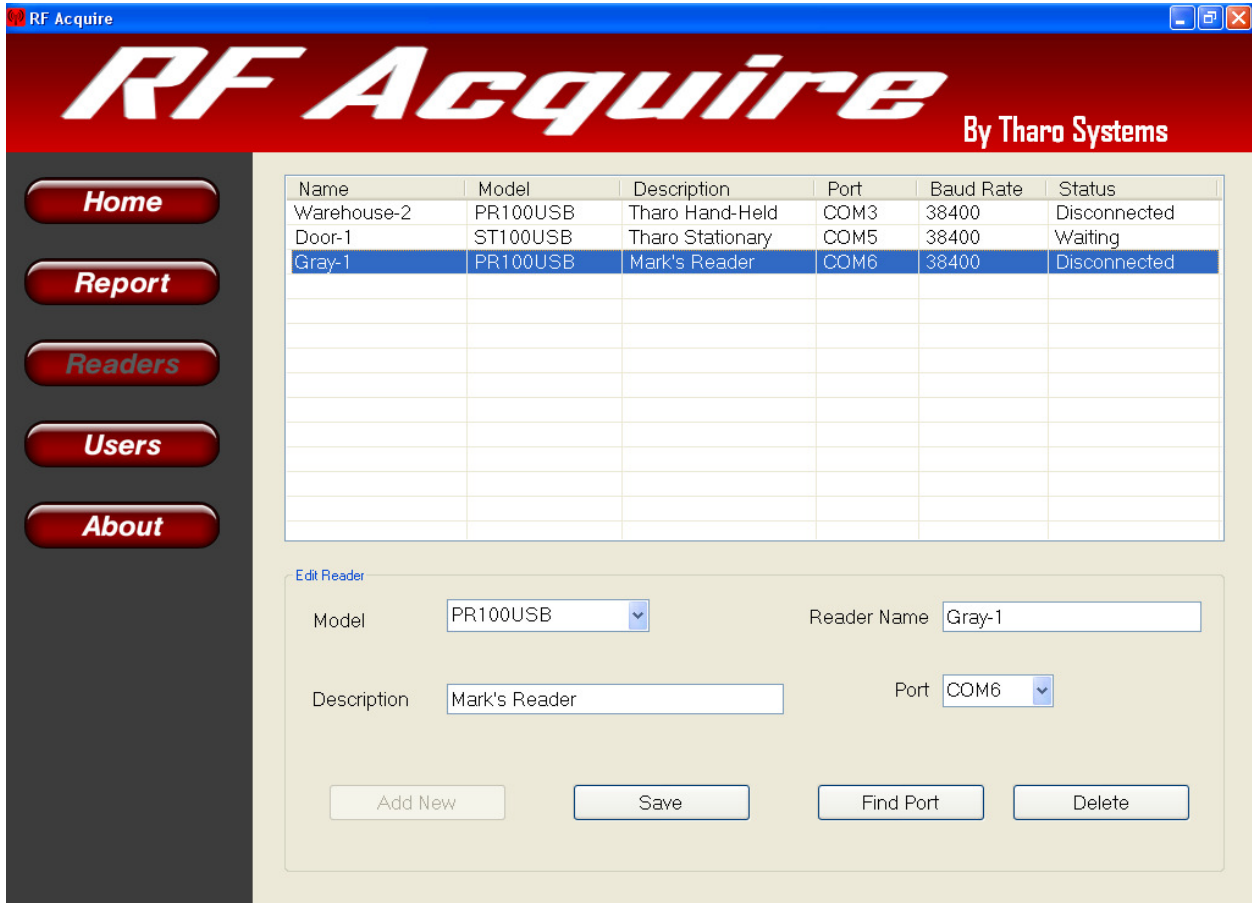 RF Acquire
RF Acquire
By Tharo Systems
Home
Report
Readers
Users
About
Name Model Description Port Baud Rate Status
Warehouse-2 PR100USB Tharo Hand-Held COM3 38400 Disconnected
Door-1 ST100USB Tharo Stationary COM5 38400 Waiting
Gray-1 PR100USB Mark's Reader COM6 38400 Disconnected
Edit Reader
Model PR100USB Reader Name Gray-1
Description Mark's Reader Port COM6
Add New Save Find Port Delete